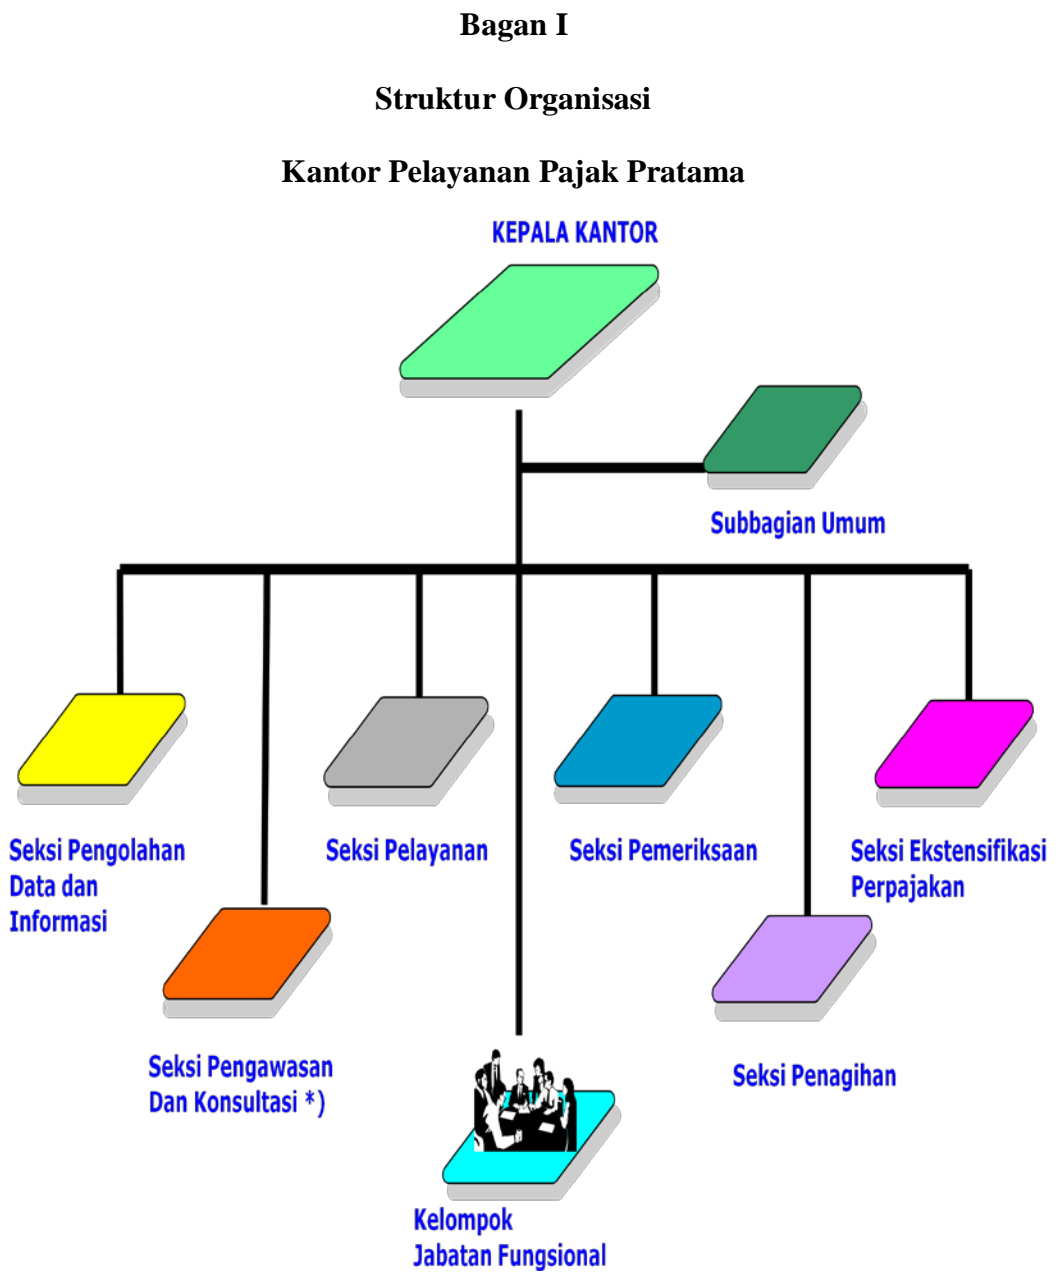 Bagan I
Struktur Organisasi
Kantor Pelayanan Pajak Pratama
KEPALA KANTOR
Subbagian Umum
Seksi Pengolahan
Data dan
Informasi
Seksi Pelayanan
Seksi Pemeriksaan
Seksi Ekstensifikasi
Perpajakan
Seksi Pengawasan
Dan Konsultasi *)
Seksi Penagihan
Kelompok
Jabatan Fungsional